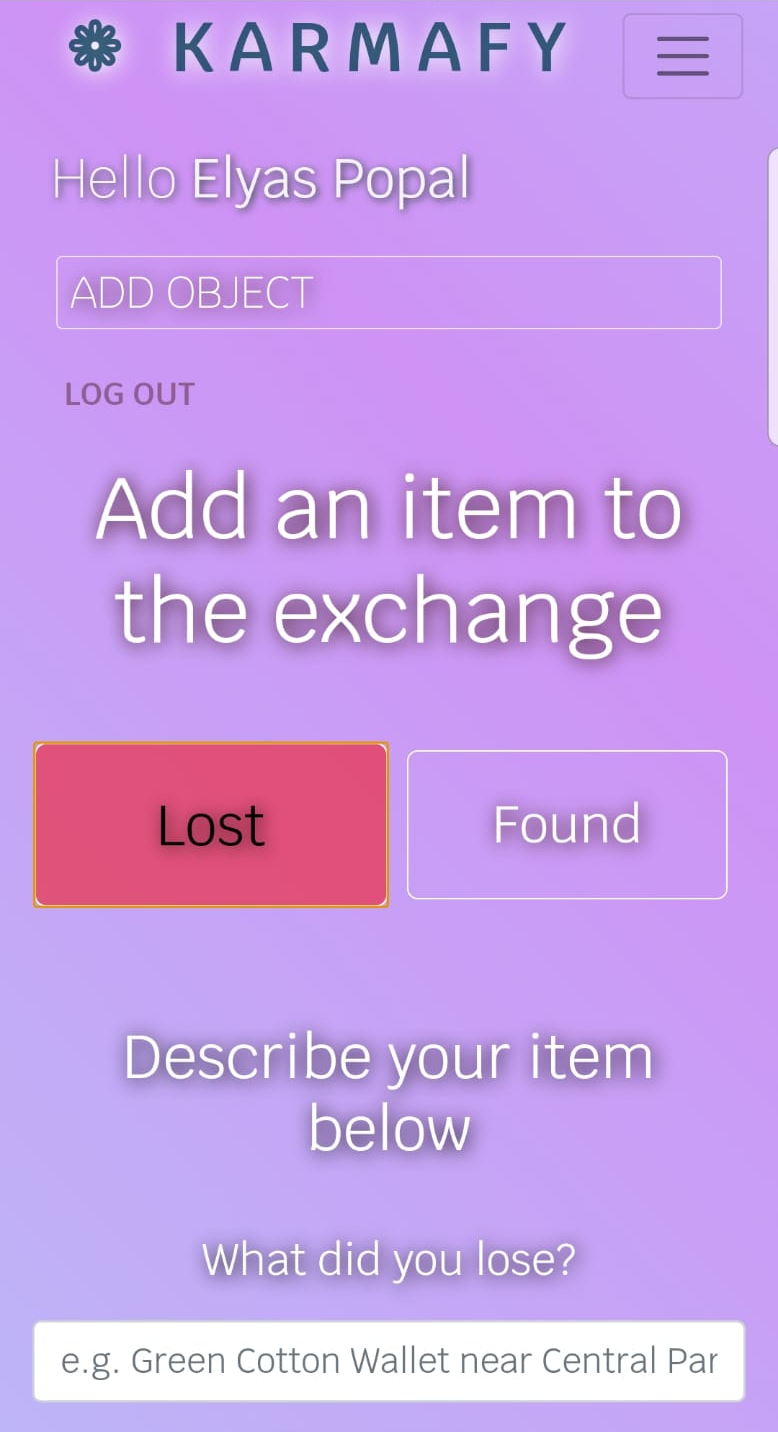 KARMAFY
Hello Elyas Popal
ADD OBJECT
LOG OUT
Add an item to
the exchange
Lost
Found
Describe your item
below
What did you lose?
e.g. Green Cotton Wallet near Central Par